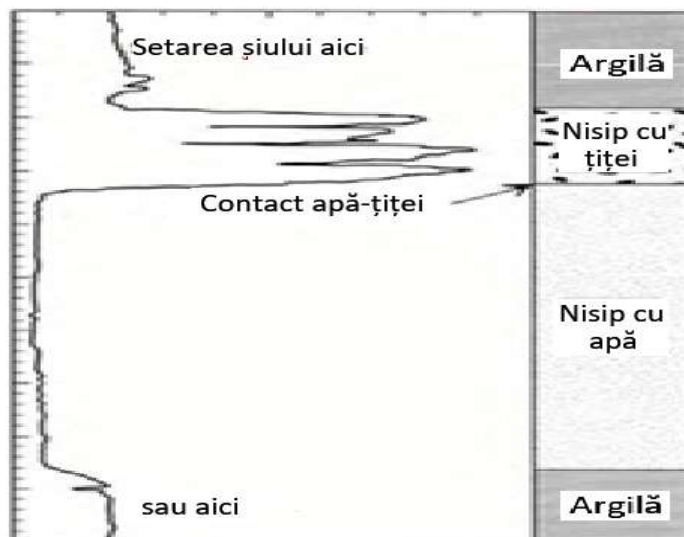 Setarea șiului aici
Argilă
Nisip cu
țiței
Contact apă-țiței
Nisip cu
apă
sau aici
Argilă